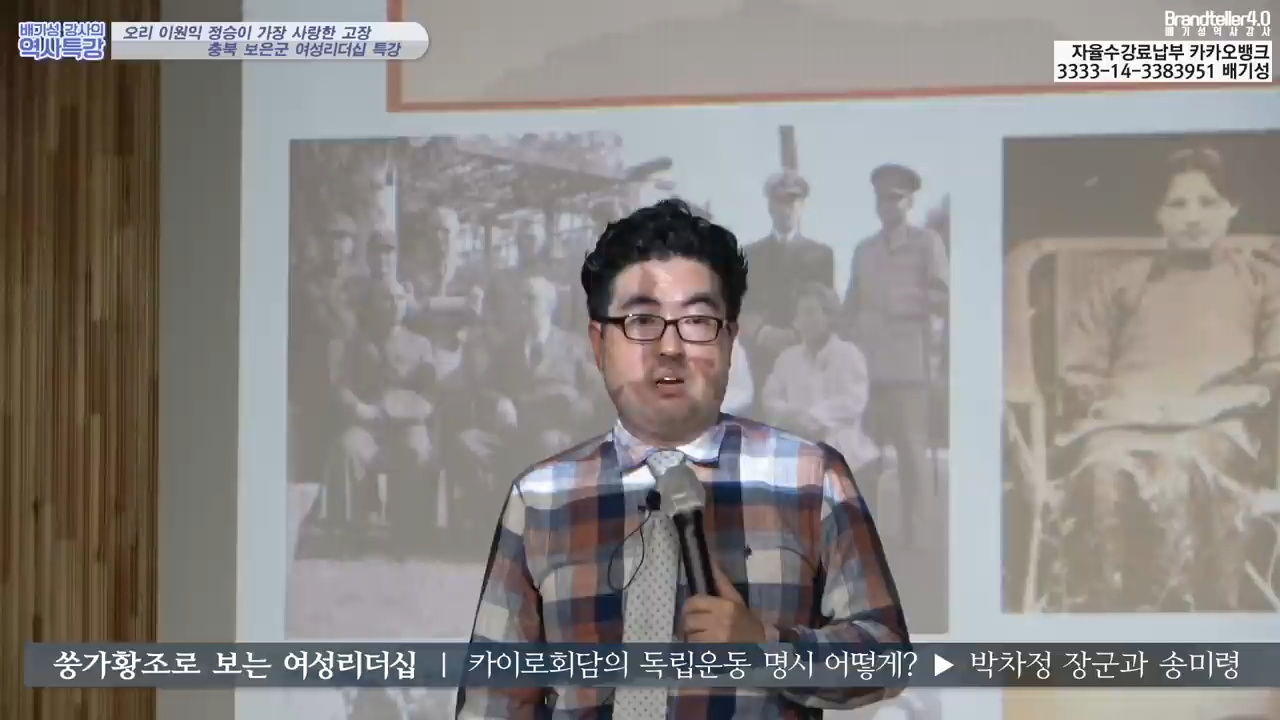 배기성 강사의
역사특강
오리 이원익 정승이 가장 사랑한 고장
충북 보은군 여성리더십 특강
Brandteller4.0
배기성역사강사
자율수강료납부 카카오뱅크
3333-14-3383951 배기성
쑹가황조로 보는 여성리더십 | 카이로회담의 독립운동 명시 어떻게? ▶ 박차정 장군과 송미령